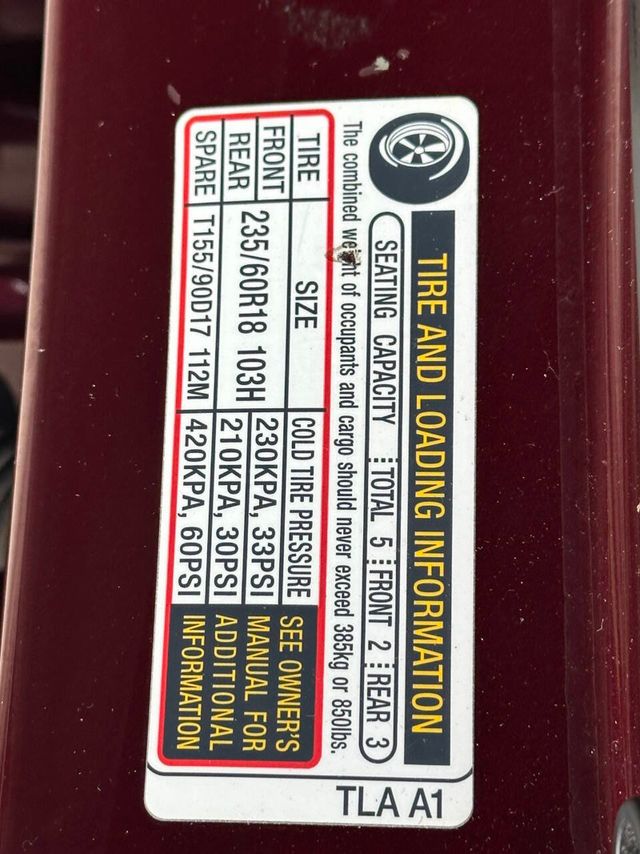 TIRE AND LOADING INFORMATION
SEATING CAPACITY TOTAL 5 FRONT 2 REAR 3
The combined weight of occupants and cargo should never exceed 385kg or 850lbs.
TIRE SIZE COLD TIRE PRESSURE
FRONT 235/60R18 103H 230KPA, 33PSI
REAR 210KPA, 30PSI
SPARE T155/90D17 112M 420KPA, 60PSI
SEE OWNER'S
MANUAL FOR
ADDITIONAL
INFORMATION
TLA A1